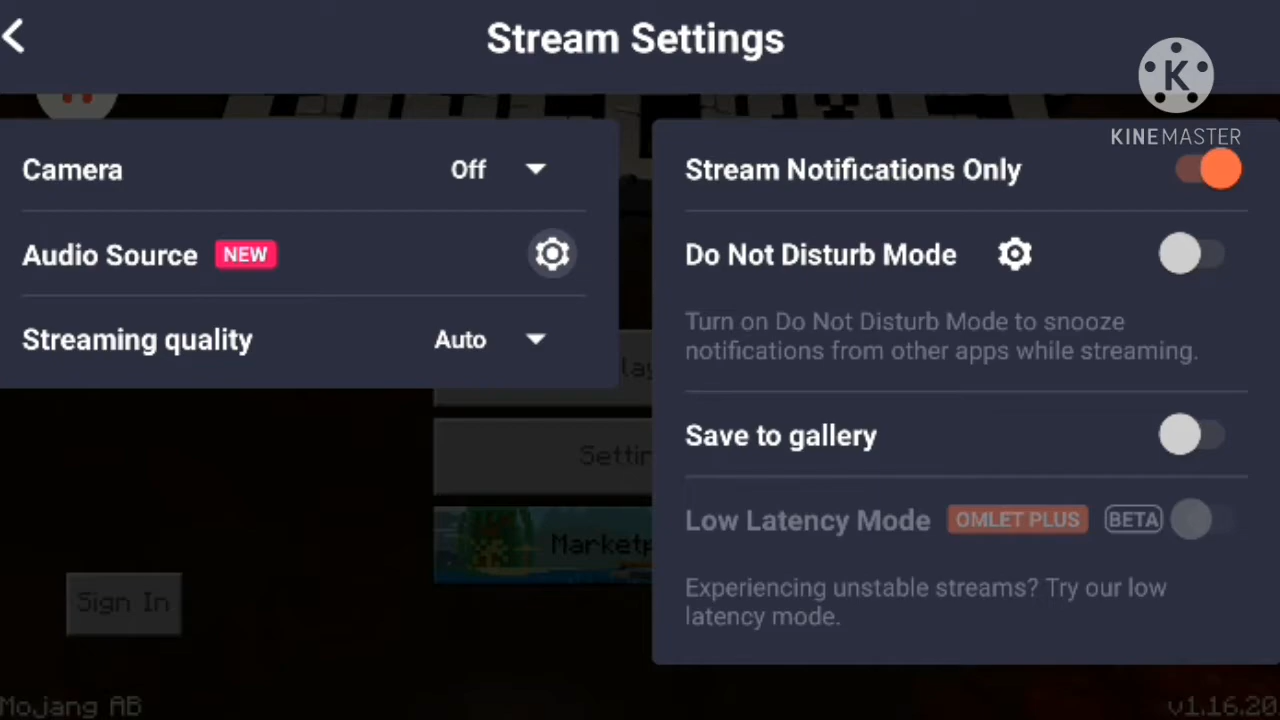 Stream Settings
K
KINEMASTER
Camera
Off
Audio Source
NEW
Streaming quality
Auto
Stream Notifications Only
Do Not Disturb Mode
Turn on Do Not Disturb Mode to snooze
notifications from other apps while streaming.
Save to gallery
Low Latency Mode
OMLET PLUS
BETA
Experiencing unstable streams? Try our low
latency mode.
Settin
Marketp
Sign In
Mojang AB
v1.16.20